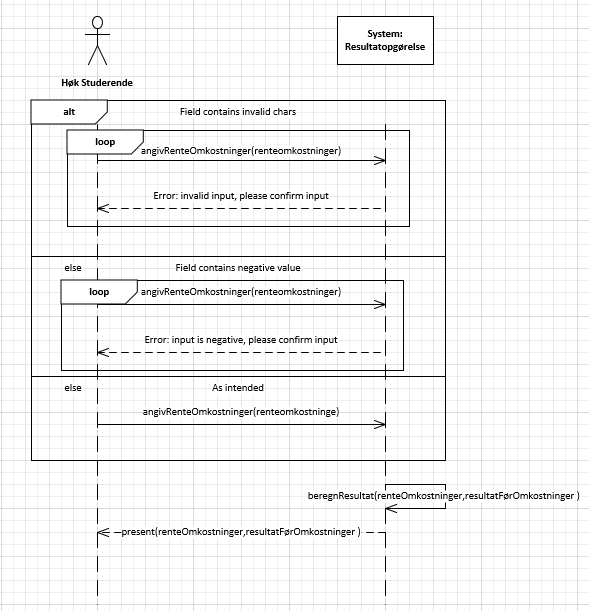 System:
Resultatopgørelse
Høk Studerende
alt
Field contains invalid chars
loop
angivRenteOmkostninger(renteomkostninger)
Error: invalid input, please confirm input
else
Field contains negative value
loop
angivRenteOmkostninger(renteomkostninger)
Error: input is negative, please confirm input
else
As intended
angivRenteOmkostninger(renteomkostninge)
beregnResultat(renteOmkostninger,resultatFørOmkostninger )
present(renteOmkostninger,resultatFørOmkostninger )